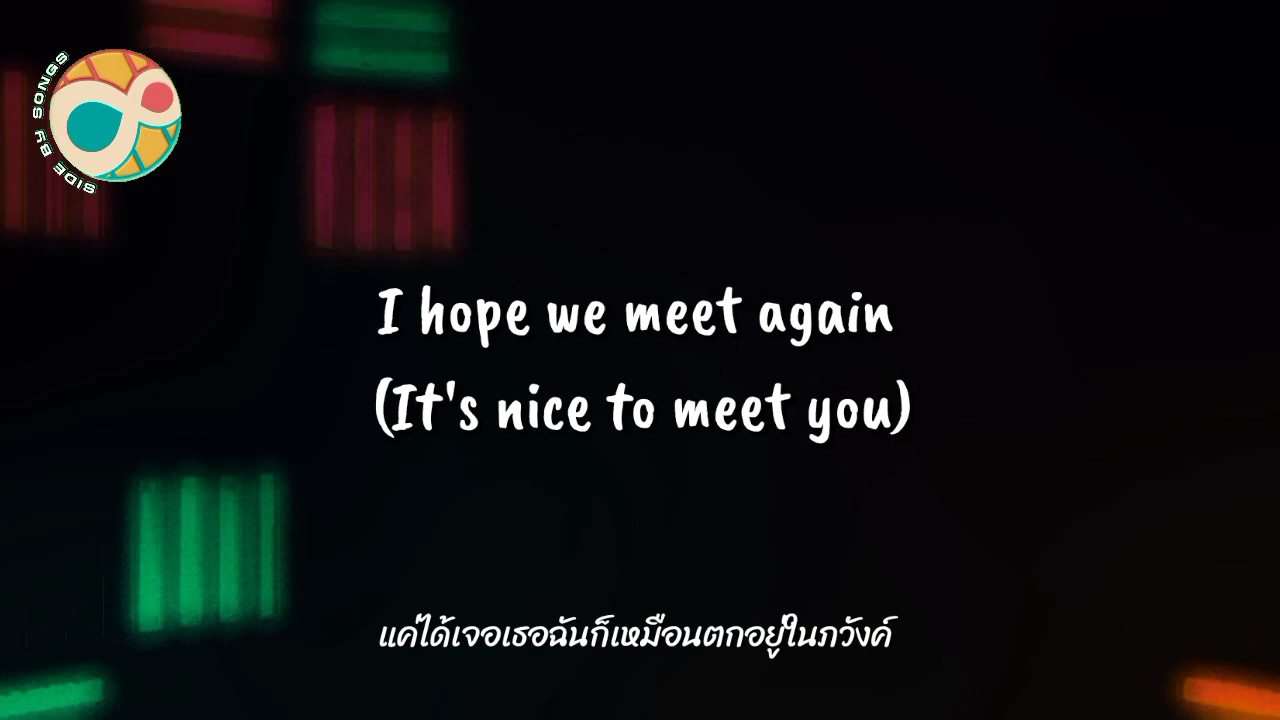 SIDE BY SONGS
I hope we meet again
(It's nice to meet you)
แค่ได้เจอเธอฉันก็เหมือนตกอยู่ในภวังค์